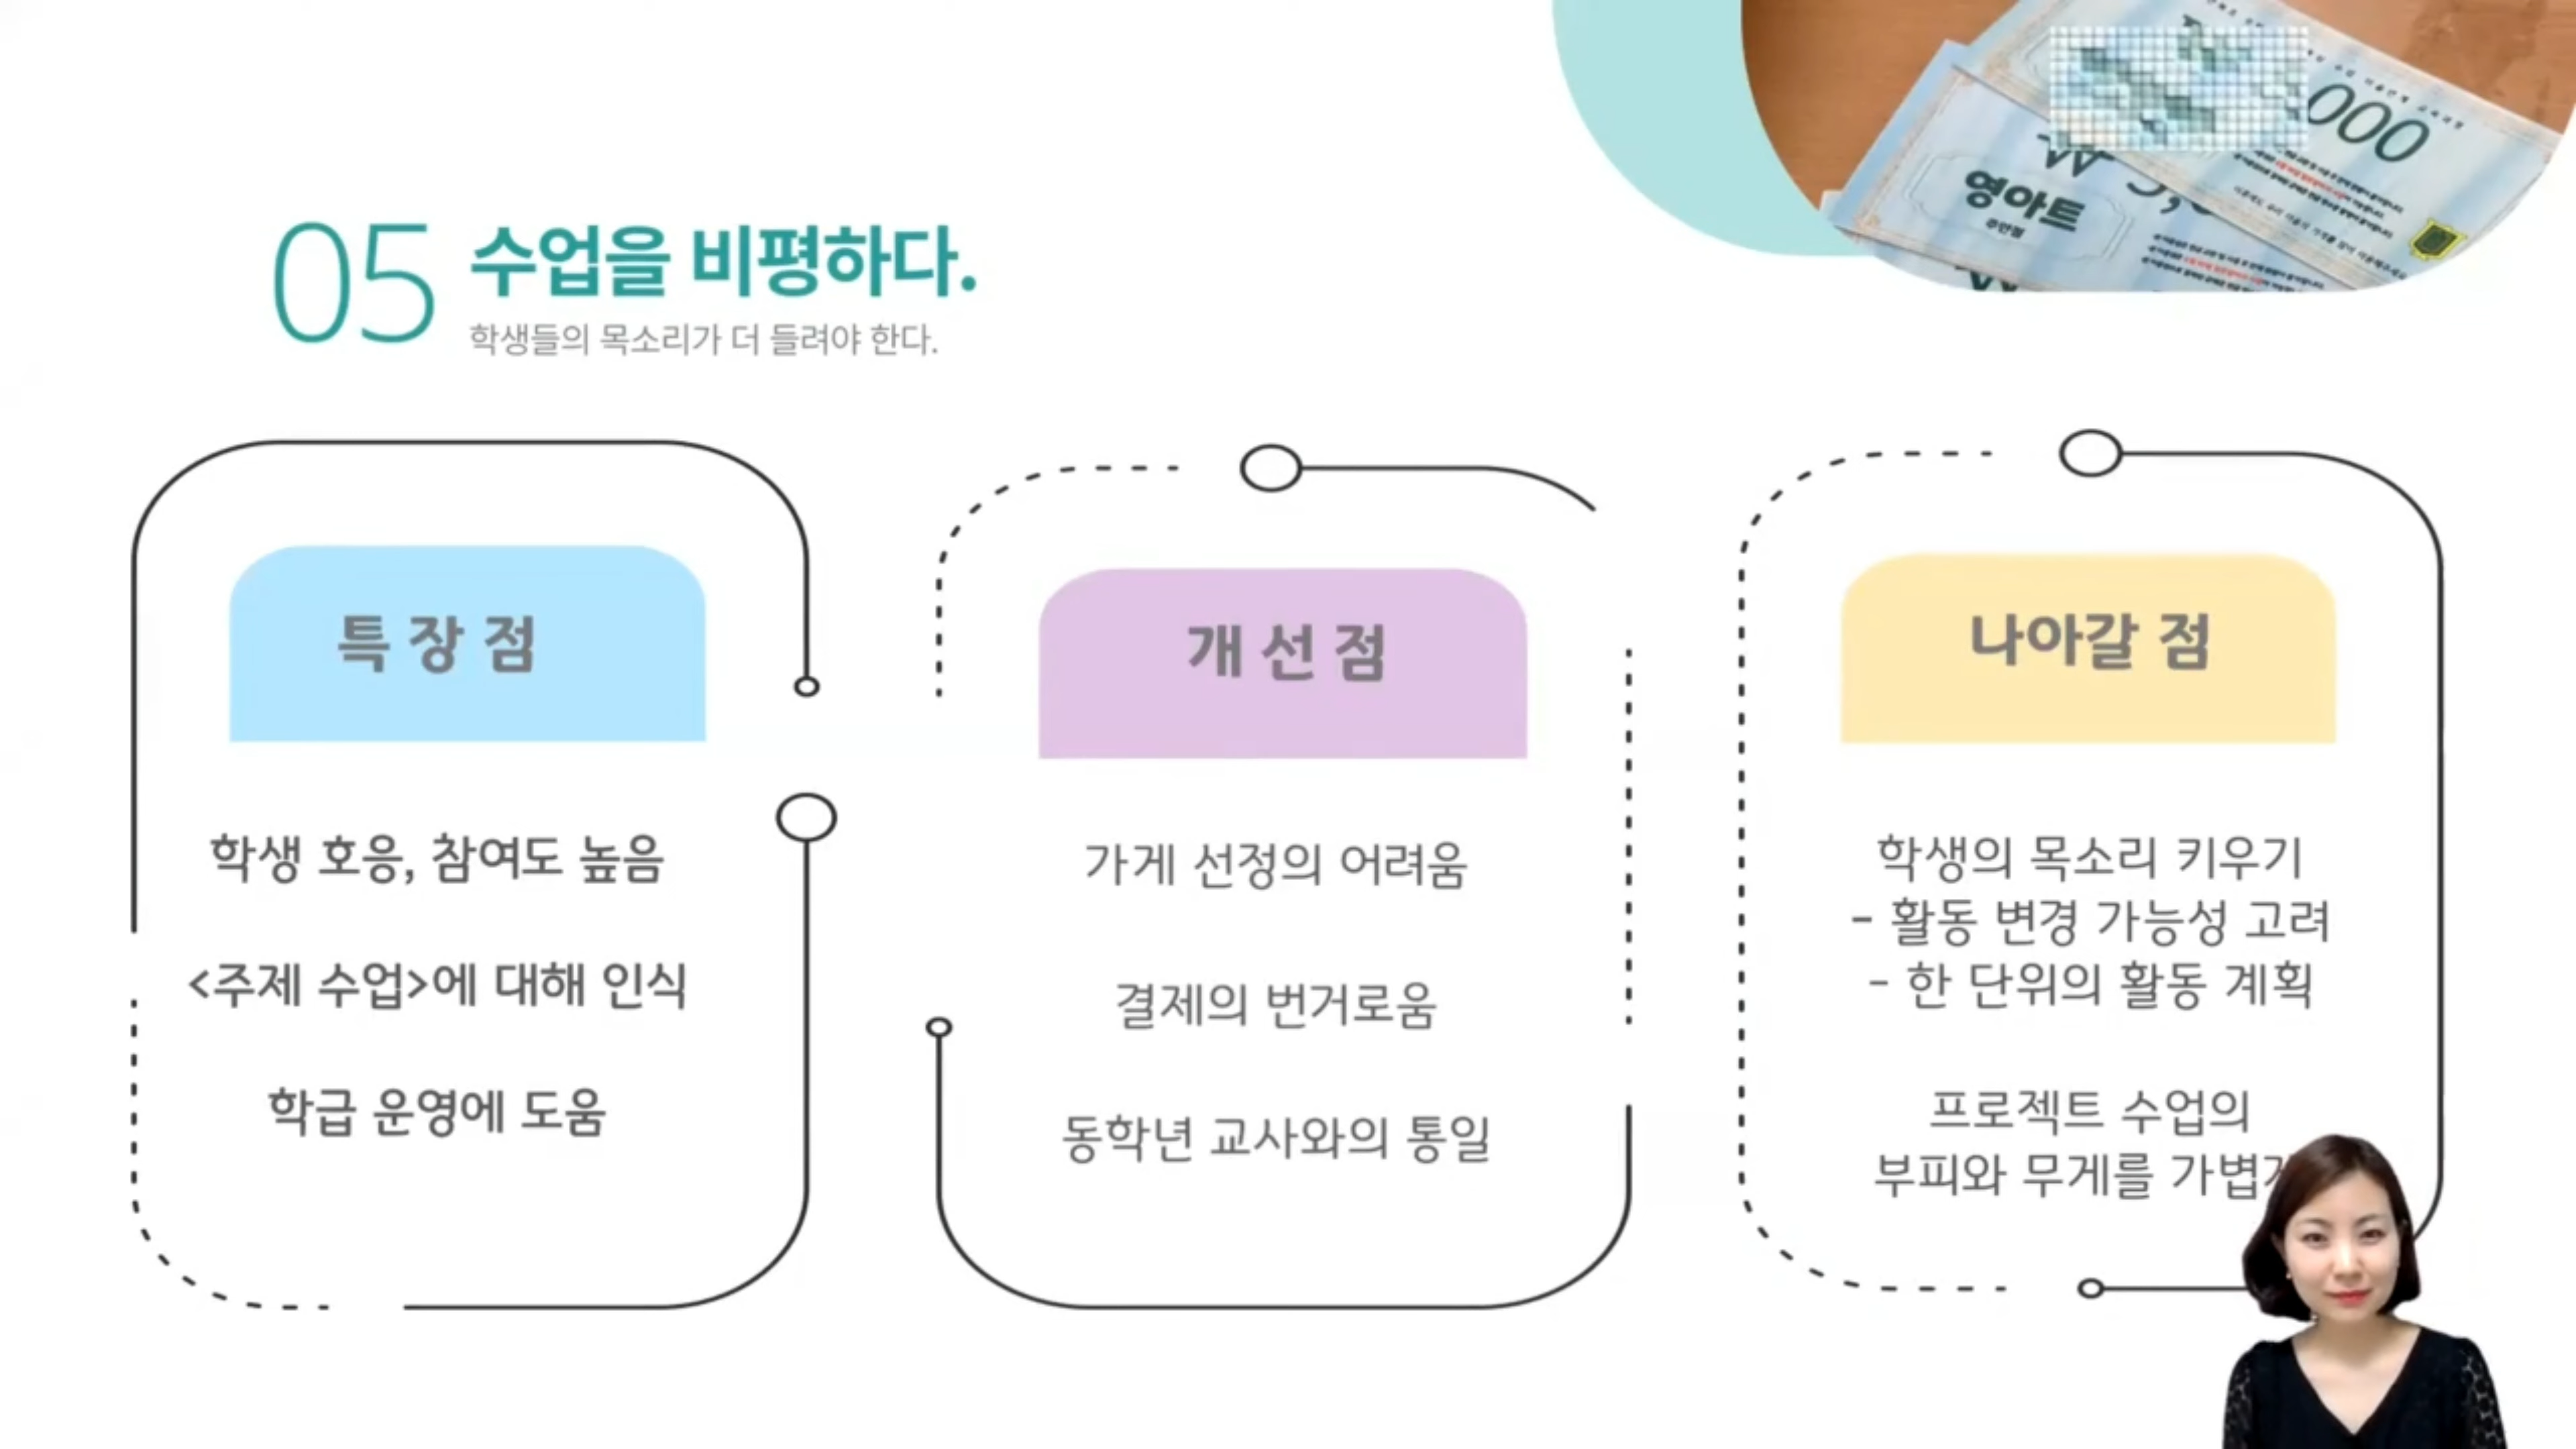 05 수업을 비평하다.
학생들의 목소리가 더 들려야 한다.
000
₩
영아트
특 장 점
학생 호응, 참여도 높음
<주제 수업>에 대해 인식
학급 운영에 도움
개 선 점
가게 선정의 어려움
결제의 번거로움
동학년 교사와의 통일
나아갈 점
학생의 목소리 키우기
- 활동 변경 가능성 고려
- 한 단위의 활동 계획
프로젝트 수업의
부피와 무게를